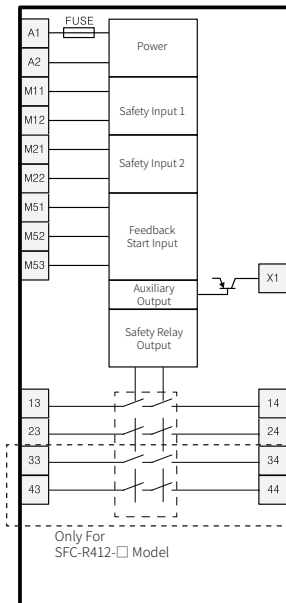 FUSE
A1
Power
A2
M11
Safety Input 1
M12
M21
Safety Input 2
M22
M51
M52
Feedback
Start Input
M53
X1
Auxiliary
Output
Safety Relay
Output
13 14
23 24
33 34
43 44
Only For
SFC-R412-□ Model